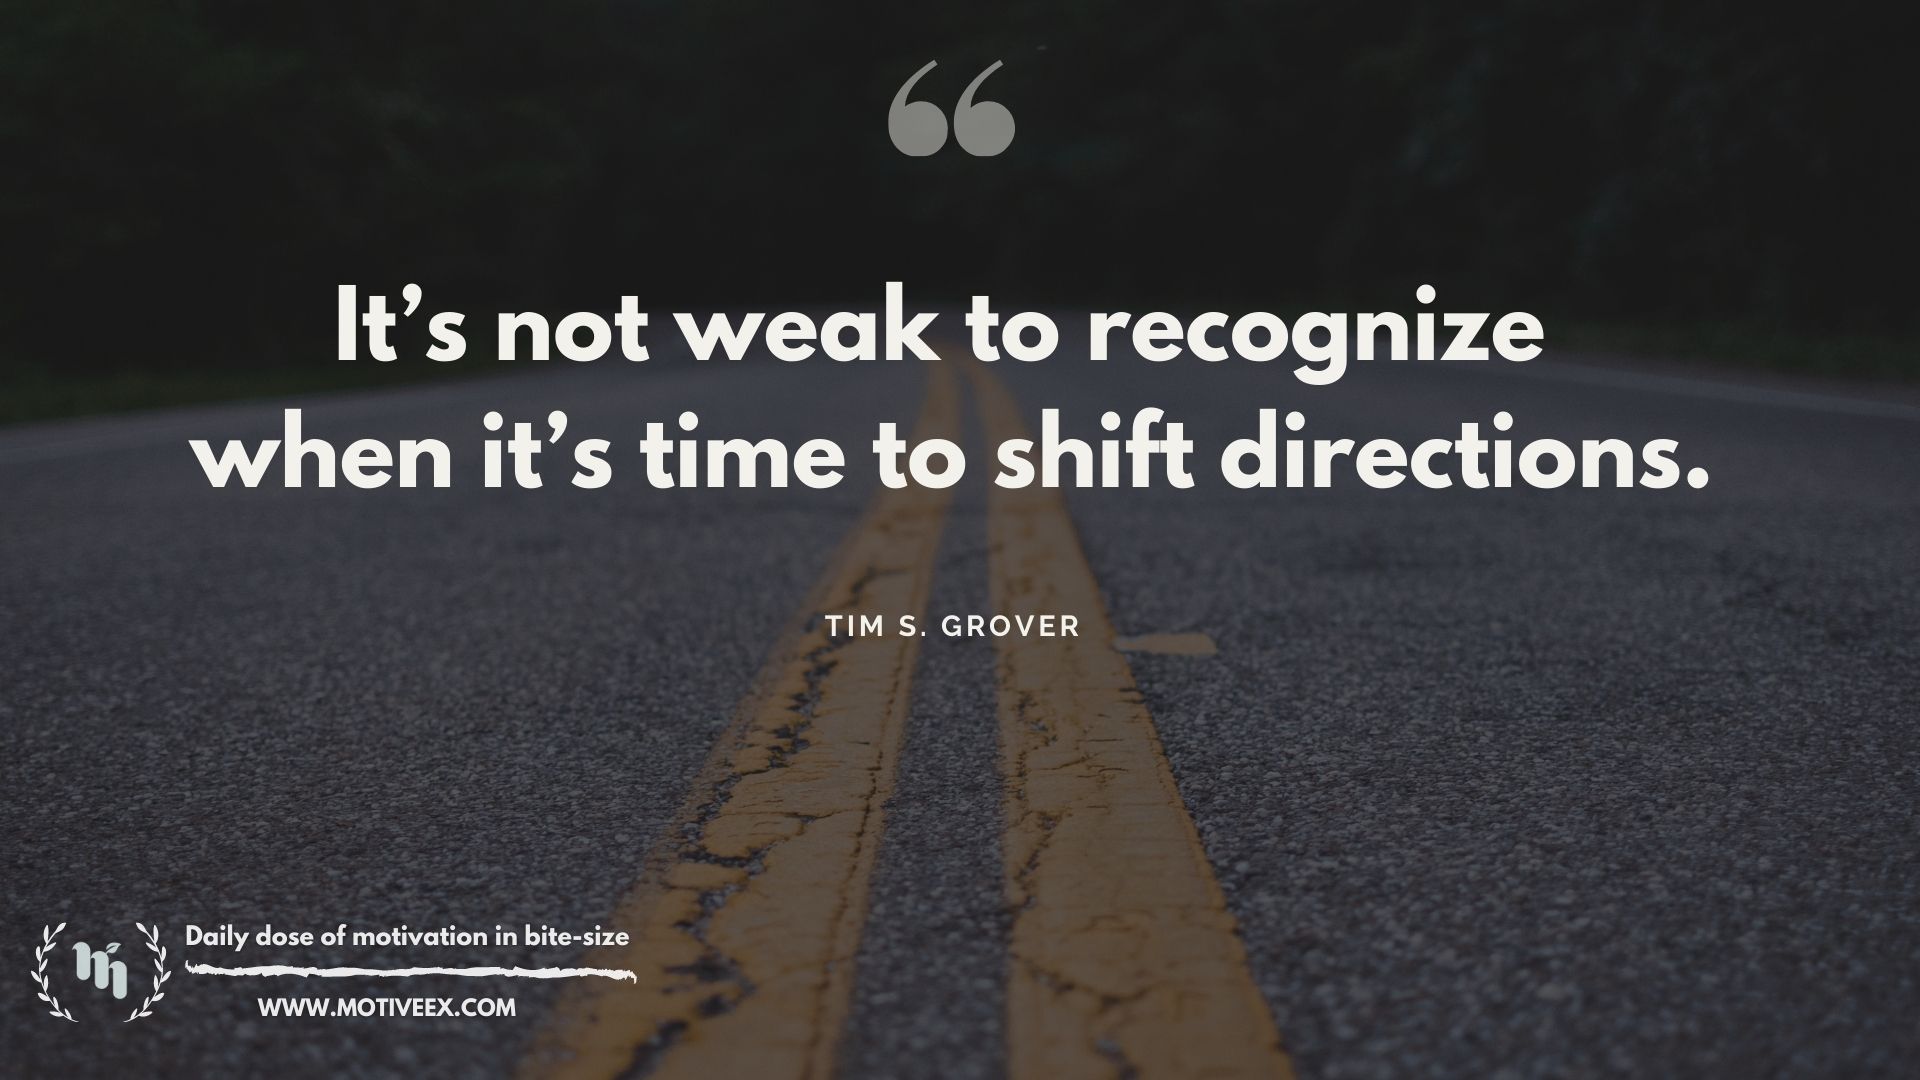 “
It’s not weak to recognize
when it’s time to shift directions.
TIM S. GROVER
Daily dose of motivation in bite-size
WWW.MOTIVEEX.COM